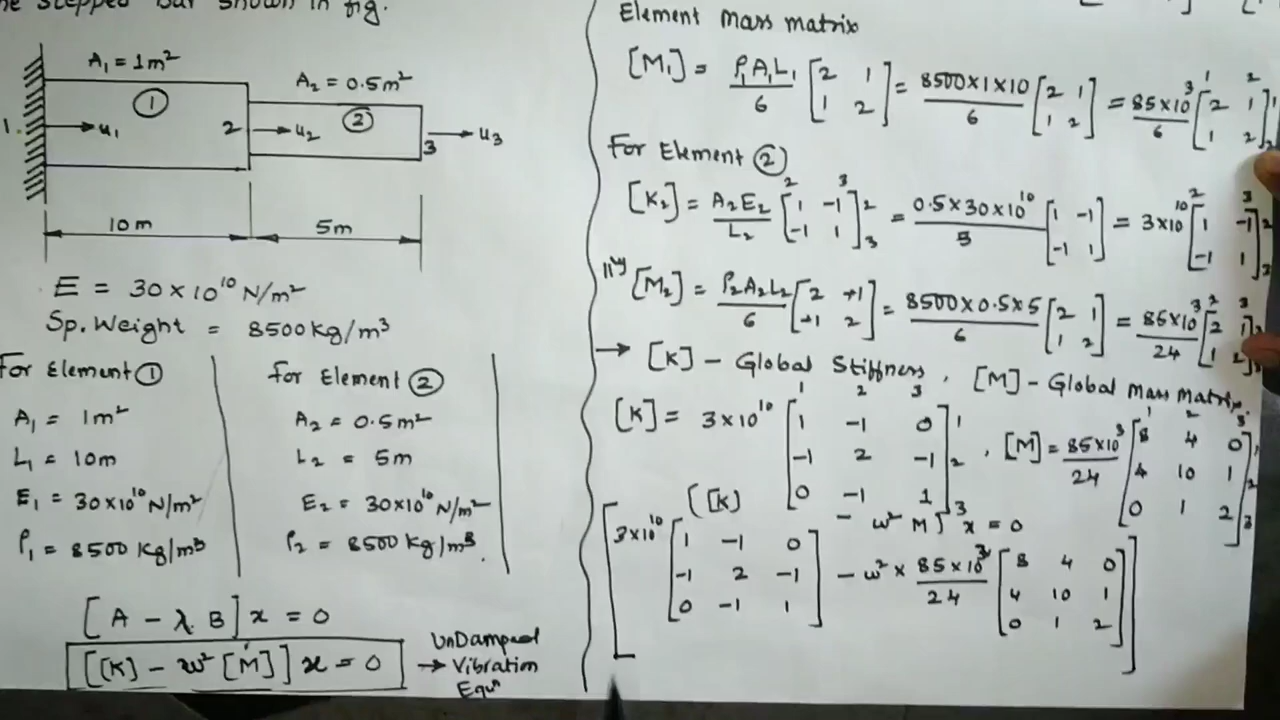 the stepped bar shown in fig.
A₁ = 1m²
A₂ = 0.5m²
① ②
1. u₁ 2 u₂ 3 u₃
10m 5m
E = 30×10¹⁰ N/m²
Sp. Weight = 8500 kg/m³
For Element ①
A₁ = 1m²
L₁ = 10m
E₁ = 30×10¹⁰ N/m²
ρ₁ = 8500 Kg/m³
For Element ②
A₂ = 0.5m²
L₂ = 5m
E₂ = 30×10¹⁰ N/m²
ρ₂ = 8500 Kg/m³.
[A - λ B] x = 0
[[K] - ω² [M]] x = 0 → UnDamped
Vibration
Equⁿ
Element mass matrix
[M₁] = ρ₁A₁L₁/6 [2 1; 1 2] = 8500×1×10/6 [2 1; 1 2] = 85×10³/6 [2 1; 1 2]
For Element ②
[K₂] = A₂E₂/L₂ [1 -1; -1 1] = 0.5×30×10¹⁰/5 [1 -1; -1 1] = 3×10¹⁰ [1 -1; -1 1]
lllly [M₂] = ρ₂A₂L₂/6 [2 1; 1 2] = 8500×0.5×5/6 [2 1; 1 2] = 85×10³/24 [2 1; 1 2]
→ [K] - Global Stiffness, [M] - Global Mass Matrix.
[K] = 3×10¹⁰ [1 -1 0; -1 2 -1; 0 -1 1], [M] = 85×10³/24 [8 4 0; 4 10 1; 0 1 2]
([K] - ω² M] x = 0
[3×10¹⁰ [1 -1 0; -1 2 -1; 0 -1 1] - ω² × 85×10³/24 [8 4 0; 4 10 1; 0 1 2]]